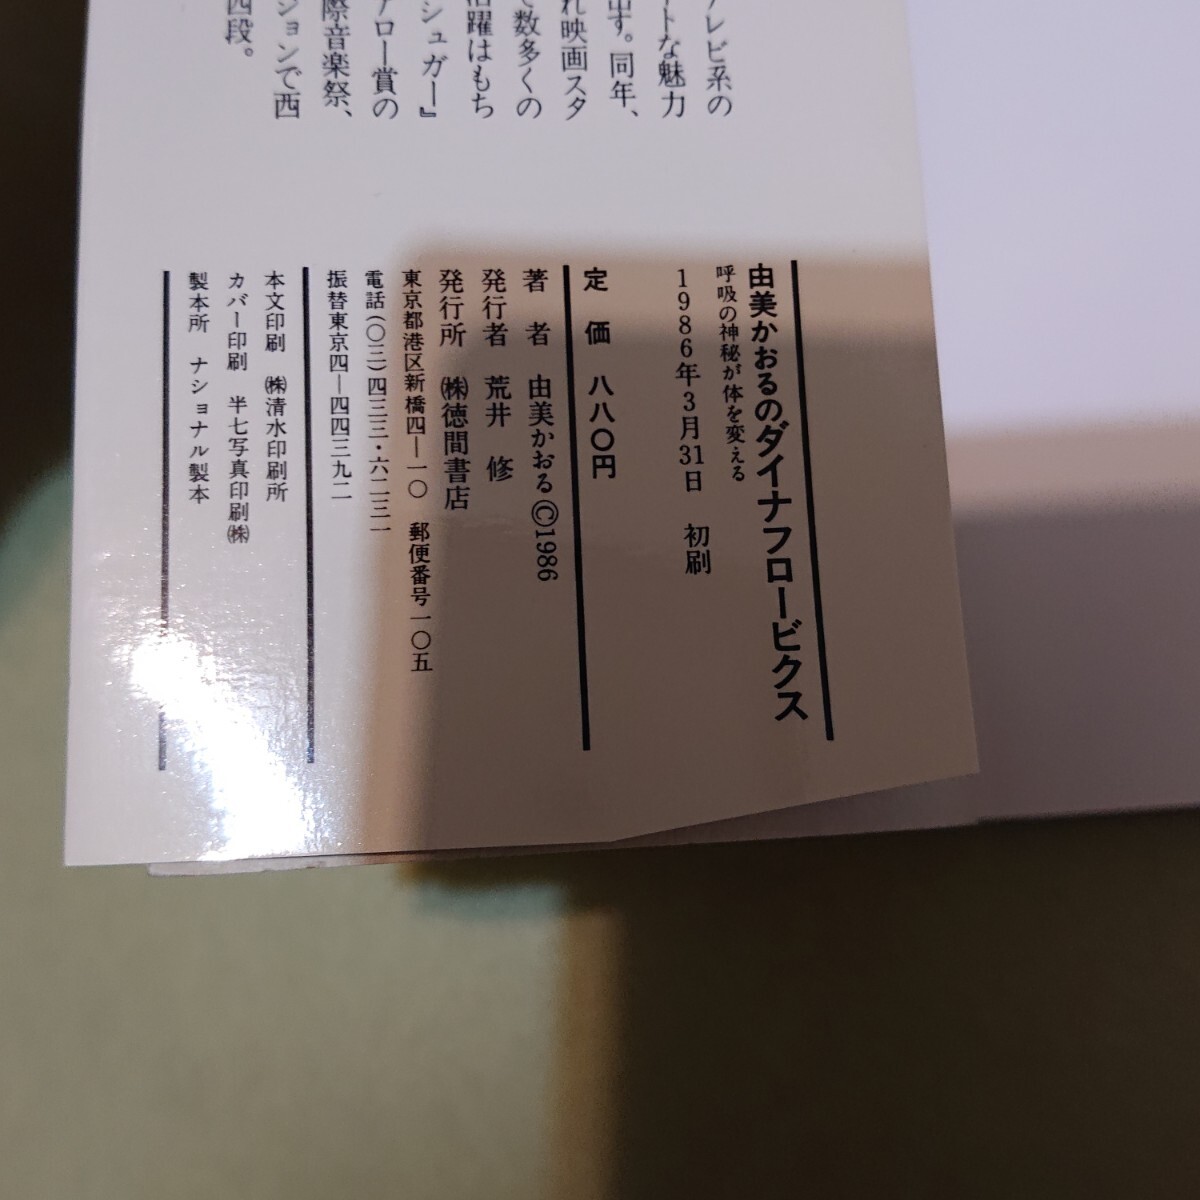 テレビ系の
トな魅力
出す。同年、
れ映画スタ
で数多くの
活躍はもち
シュガー』
アロー賞の
際音楽祭、
ジョンで西
四段。
由美かおるのダイナフロービクス
呼吸の神秘が体を変える
1986年3月31日 初刷
定 価 八八〇円
著 者 由美かおる©1986
発行者 荒井 修
発行所 ㈱徳間書店
東京都港区新橋四―一〇 郵便番号一〇五
電話(〇三)四三三・六二三一
振替東京四―四四三九二
本文印刷 ㈱清水印刷所
カバー印刷 半七写真印刷㈱
製本所 ナショナル製本